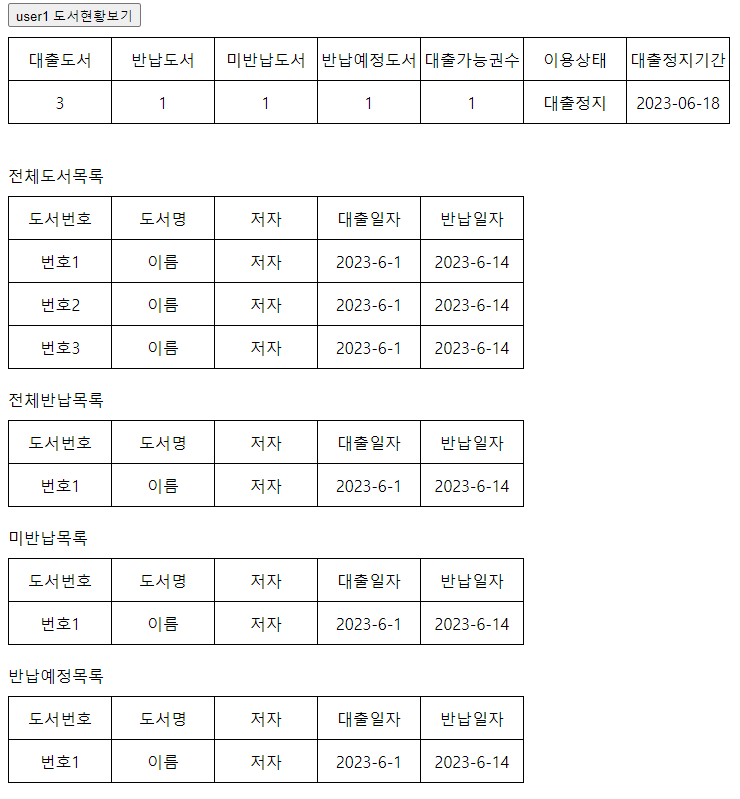 user1 도서현황보기
대출도서 반납도서 미반납도서 반납예정도서 대출가능권수 이용상태 대출정지기간
3 1 1 1 1 대출정지 2023-06-18
전체도서목록
도서번호 도서명 저자 대출일자 반납일자
번호1 이름 저자 2023-6-1 2023-6-14
번호2 이름 저자 2023-6-1 2023-6-14
번호3 이름 저자 2023-6-1 2023-6-14
전체반납목록
도서번호 도서명 저자 대출일자 반납일자
번호1 이름 저자 2023-6-1 2023-6-14
미반납목록
도서번호 도서명 저자 대출일자 반납일자
번호1 이름 저자 2023-6-1 2023-6-14
반납예정목록
도서번호 도서명 저자 대출일자 반납일자
번호1 이름 저자 2023-6-1 2023-6-14